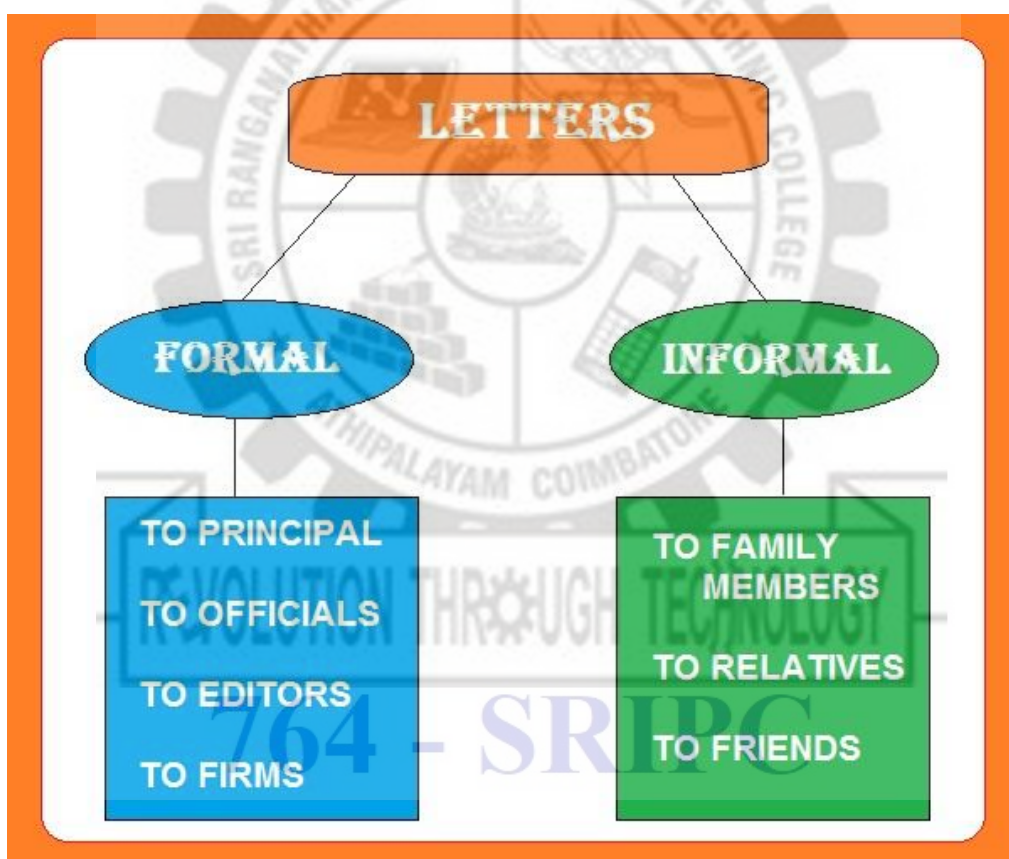 LETTERS
FORMAL
INFORMAL
TO PRINCIPAL
TO OFFICIALS
TO EDITORS
TO FIRMS
TO FAMILY
MEMBERS
TO RELATIVES
TO FRIENDS
SRI RANGANATHAR
TECHNIC COLLEGE
ATHIPALAYAM COIMBATORE
REVOLUTION THROUGH TECHNOLOGY
764 - SRIPC